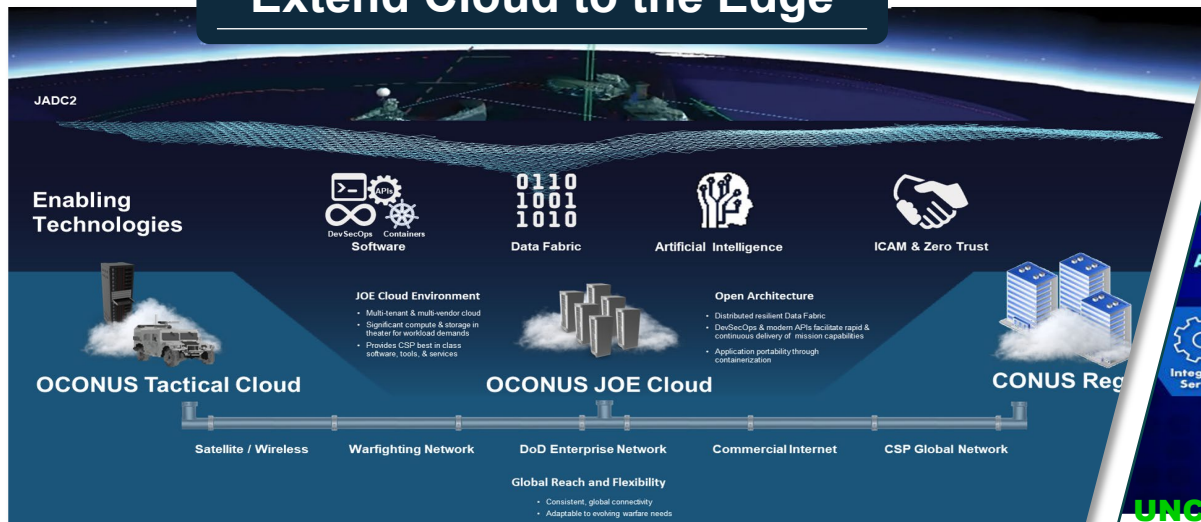 Extend Cloud to the Edge
JADC2
Enabling
Technologies
APIs
DevSecOps Containers
Software
0110
1001
1010
Data Fabric
Artificial Intelligence
ICAM & Zero Trust
JOE Cloud Environment
• Multi-tenant & multi-vendor cloud
• Significant compute & storage in
theater for workload demands
• Provides CSP best in class
software, tools, & services
Open Architecture
• Distributed resilient Data Fabric
• DevSecOps & modern APIs facilitate rapid &
continuous delivery of mission capabilities
• Application portability through
containerization
OCONUS Tactical Cloud
OCONUS JOE Cloud
CONUS Reg
Satellite / Wireless
Warfighting Network
DoD Enterprise Network
Commercial Internet
CSP Global Network
Global Reach and Flexibility
• Consistent, global connectivity
• Adaptable to evolving warfare needs
A
Integ
Ser
UNC